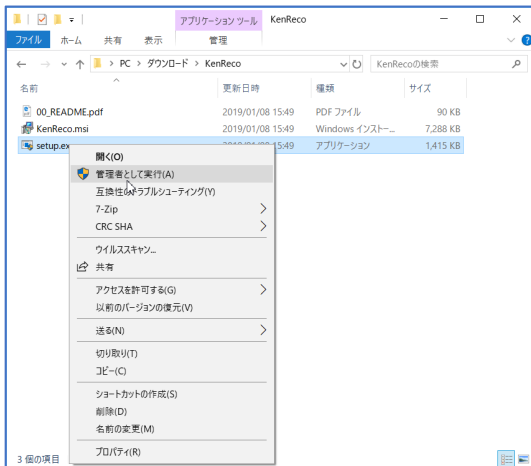 アプリケーション ツール KenReco
ファイル ホーム 共有 表示 管理
PC ダウンロード KenReco KenRecoの検索
名前 更新日時 種類 サイズ
00_README.pdf 2019/01/08 15:49 PDF ファイル 90 KB
KenReco.msi 2019/01/08 15:49 Windows インストー... 7,288 KB
setup.ex 15:49 アプリケーション 1,415 KB
開く(O)
管理者として実行(A)
互換性のトラブルシューティング(Y)
7-Zip
CRC SHA
ウイルススキャン...
共有
アクセスを許可する(G)
以前のバージョンの復元(V)
送る(N)
切り取り(T)
コピー(C)
ショートカットの作成(S)
削除(D)
名前の変更(M)
プロパティ(R)
3 個の項目